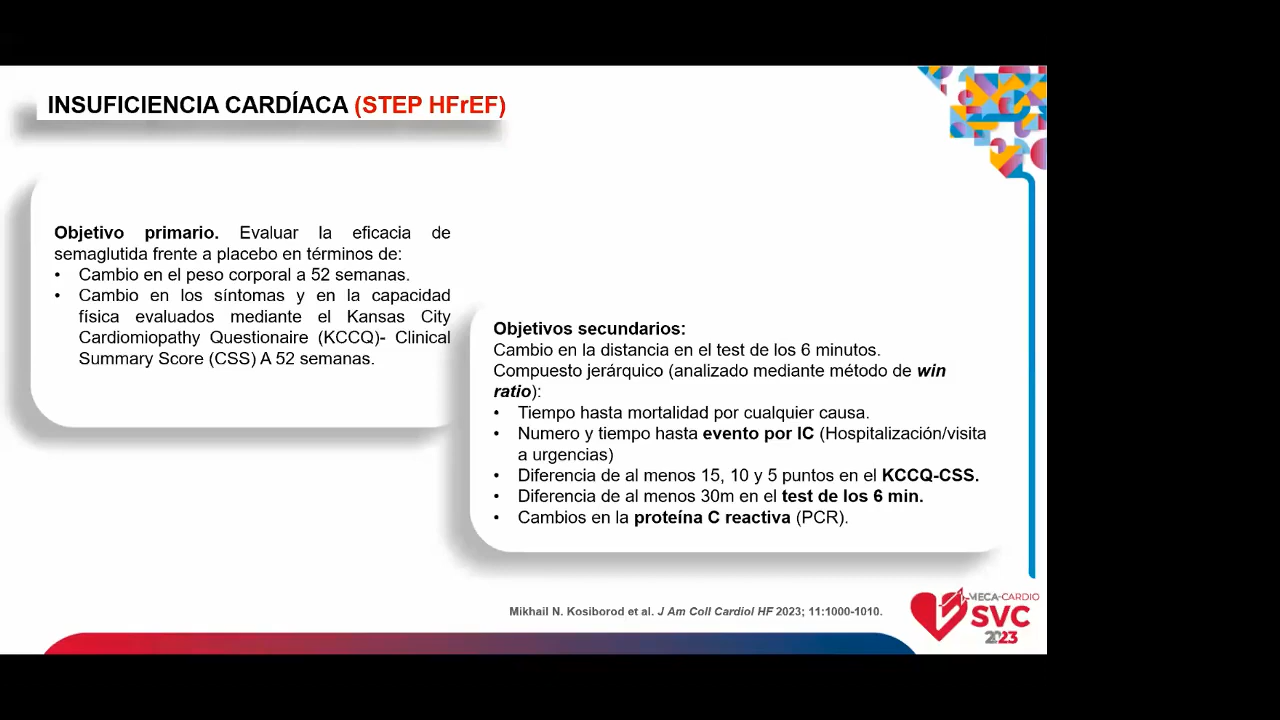 INSUFICIENCIA CARDÍACA (STEP HFrEF)
Objetivo primario. Evaluar la eficacia de
semaglutida frente a placebo en términos de:
• Cambio en el peso corporal a 52 semanas.
• Cambio en los síntomas y en la capacidad
física evaluados mediante el Kansas City
Cardiomiopathy Questionaire (KCCQ)- Clinical
Summary Score (CSS) A 52 semanas.
Objetivos secundarios:
Cambio en la distancia en el test de los 6 minutos.
Compuesto jerárquico (analizado mediante método de win
ratio):
• Tiempo hasta mortalidad por cualquier causa.
• Numero y tiempo hasta evento por IC (Hospitalización/visita
a urgencias)
• Diferencia de al menos 15, 10 y 5 puntos en el KCCQ-CSS.
• Diferencia de al menos 30m en el test de los 6 min.
• Cambios en la proteína C reactiva (PCR).
Mikhail N. Kosiborod et al. J Am Coll Cardiol HF 2023; 11:1000-1010.
MECA-CARDIO
SVC
2023